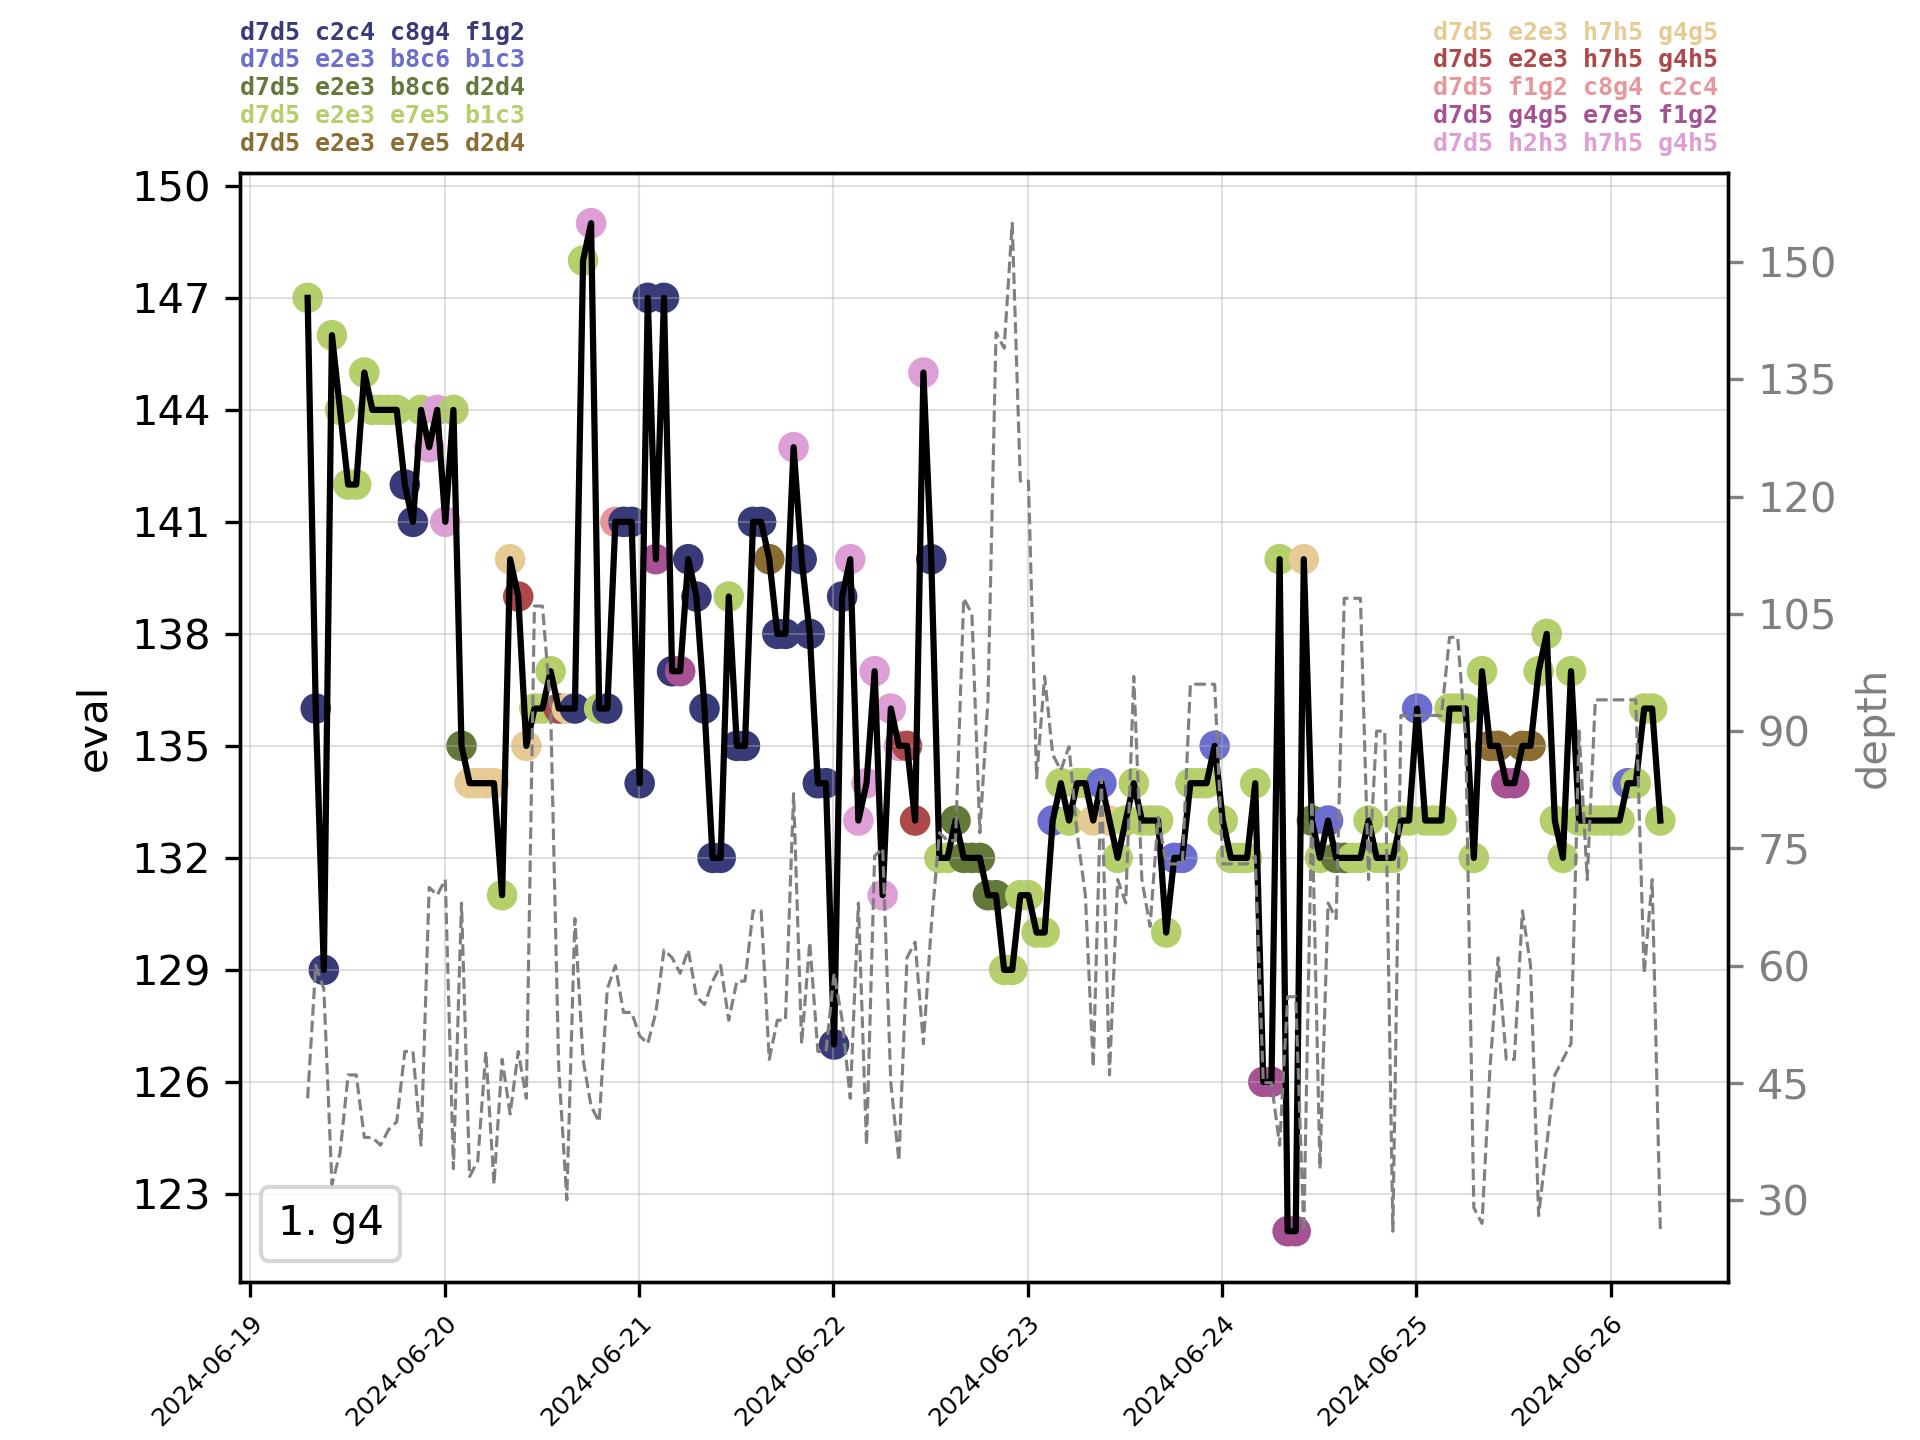 d7d5 c2c4 c8g4 f1g2
d7d5 e2e3 b8c6 b1c3
d7d5 e2e3 b8c6 d2d4
d7d5 e2e3 e7e5 b1c3
d7d5 e2e3 e7e5 d2d4
d7d5 e2e3 h7h5 g4g5
d7d5 e2e3 h7h5 g4h5
d7d5 f1g2 c8g4 c2c4
d7d5 g4g5 e7e5 f1g2
d7d5 h2h3 h7h5 g4h5
150
147
144
141
138
135
132
129
126
123
eval
150
135
120
105
90
75
60
45
30
depth
1. g4
2024-06-19
2024-06-20
2024-06-21
2024-06-22
2024-06-23
2024-06-24
2024-06-25
2024-06-26